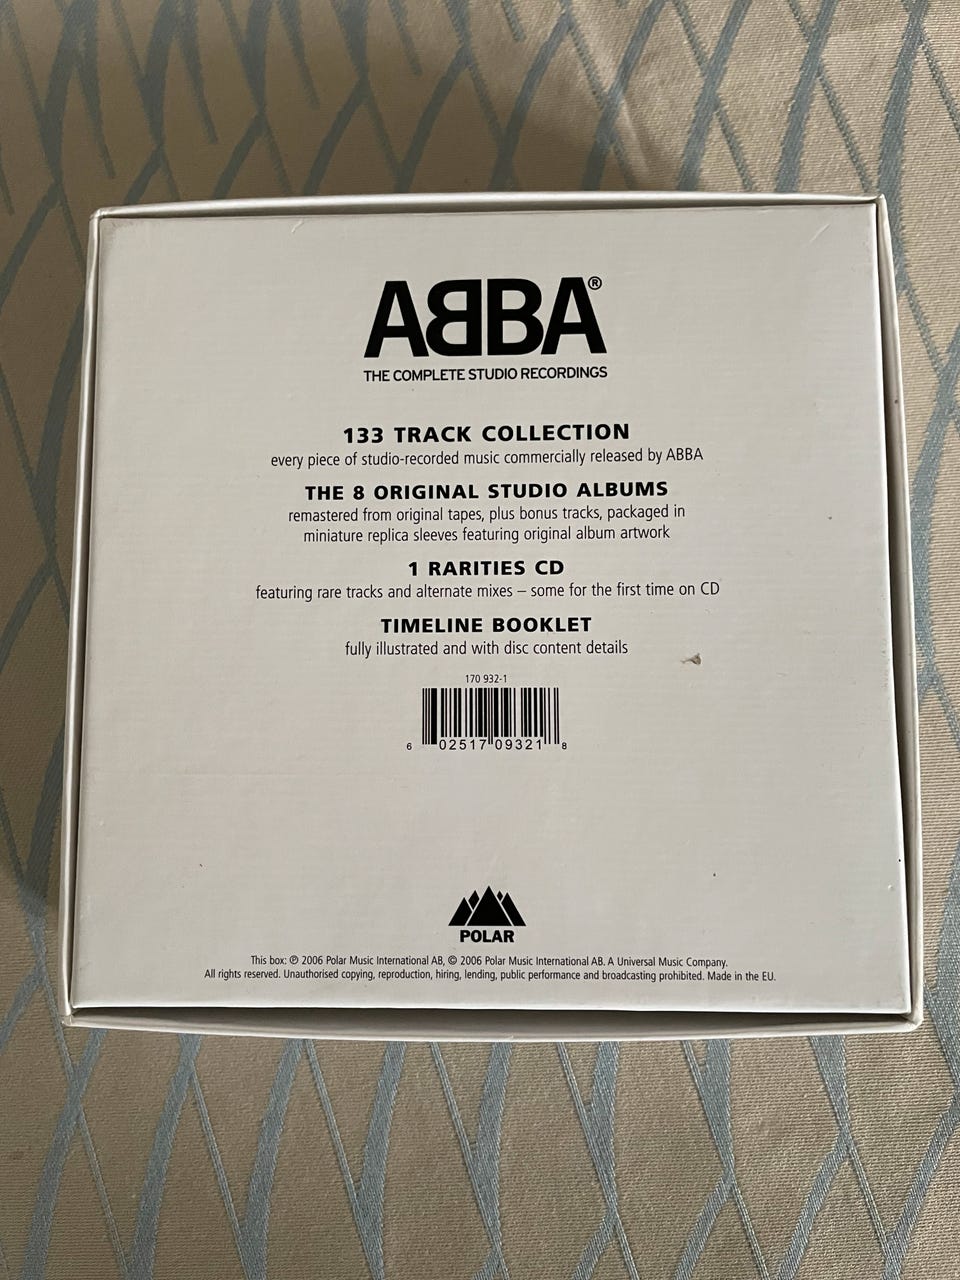 ABBA®
THE COMPLETE STUDIO RECORDINGS
133 TRACK COLLECTION
every piece of studio-recorded music commercially released by ABBA
THE 8 ORIGINAL STUDIO ALBUMS
remastered from original tapes, plus bonus tracks, packaged in
miniature replica sleeves featuring original album artwork
1 RARITIES CD
featuring rare tracks and alternate mixes – some for the first time on CD
TIMELINE BOOKLET
fully illustrated and with disc content details
170 932-1
6 02517 09321 8
POLAR
This box: ℗ 2006 Polar Music International AB, © 2006 Polar Music International AB. A Universal Music Company.
All rights reserved. Unauthorised copying, reproduction, hiring, lending, public performance and broadcasting prohibited. Made in the EU.